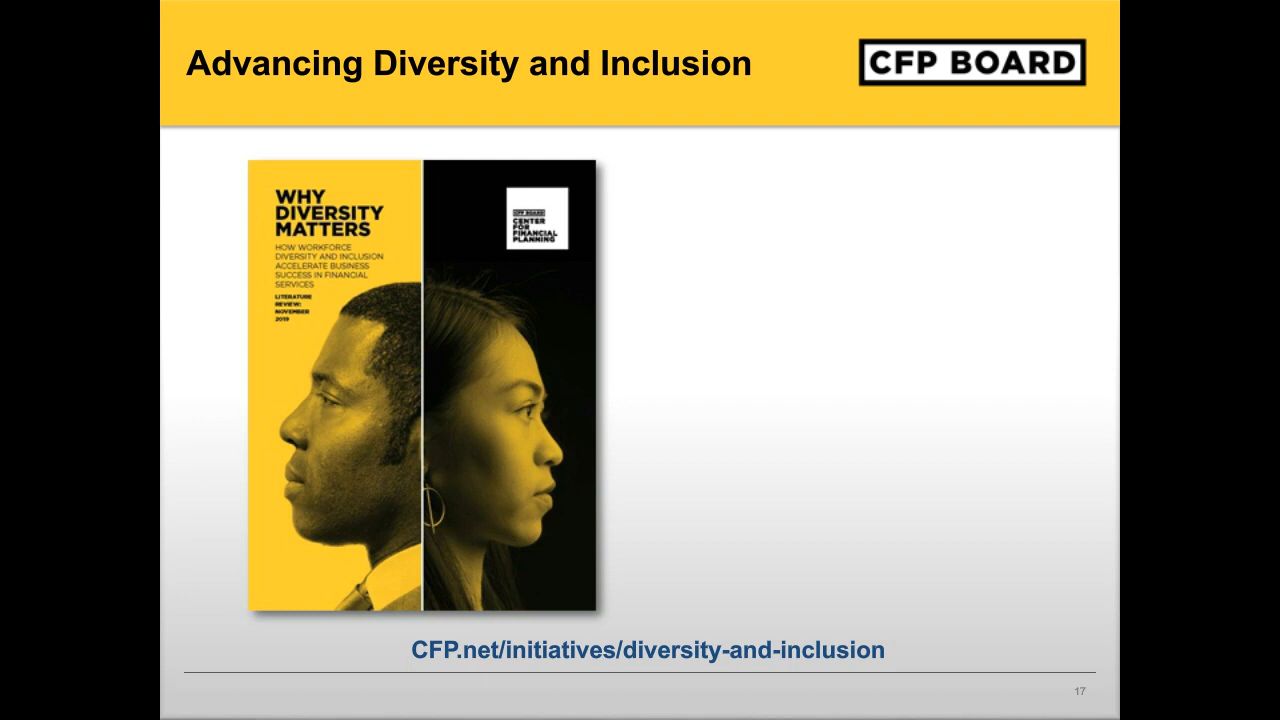 Advancing Diversity and Inclusion
CFP BOARD
WHY
DIVERSITY
MATTERS
HOW WORKFORCE
DIVERSITY AND INCLUSION
ACCELERATE BUSINESS
SUCCESS IN FINANCIAL
SERVICES
LITERATURE
REVIEW:
NOVEMBER
2019
CFP BOARD
CENTER
FOR
FINANCIAL
PLANNING
CFP.net/initiatives/diversity-and-inclusion
17